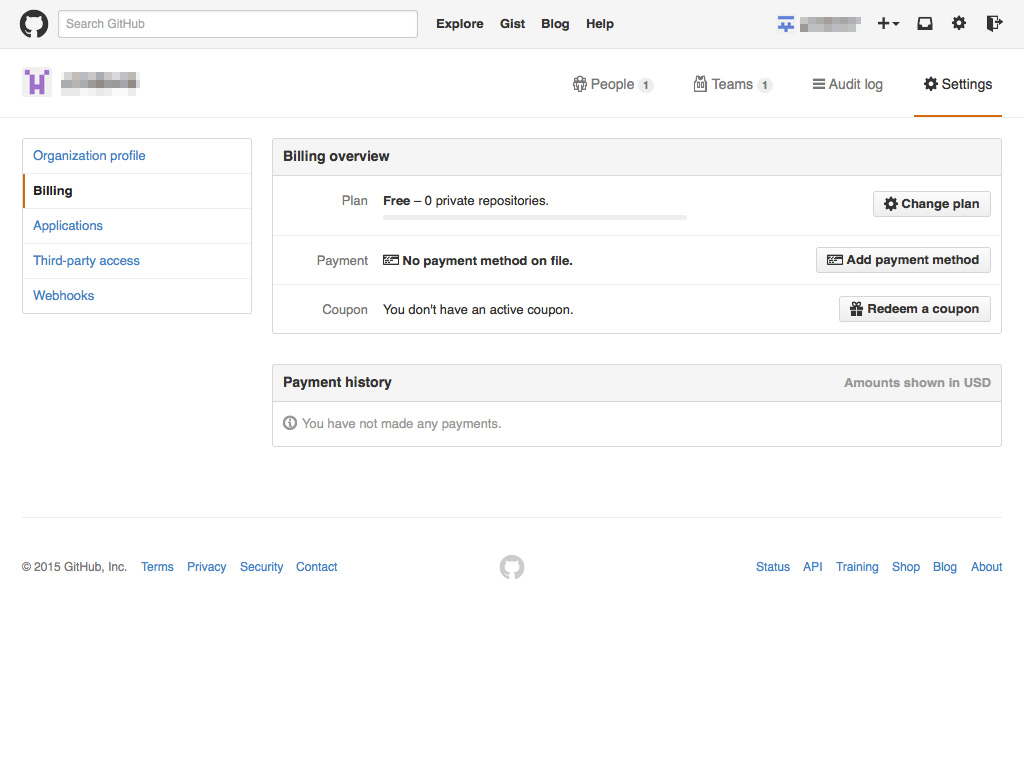 Search GitHub Explore Gist Blog Help
People 1 Teams 1 Audit log Settings
Organization profile
Billing
Applications
Third-party access
Webhooks
Billing overview
Plan Free – 0 private repositories. Change plan
Payment No payment method on file. Add payment method
Coupon You don't have an active coupon. Redeem a coupon
Payment history Amounts shown in USD
You have not made any payments.
© 2015 GitHub, Inc. Terms Privacy Security Contact Status API Training Shop Blog About